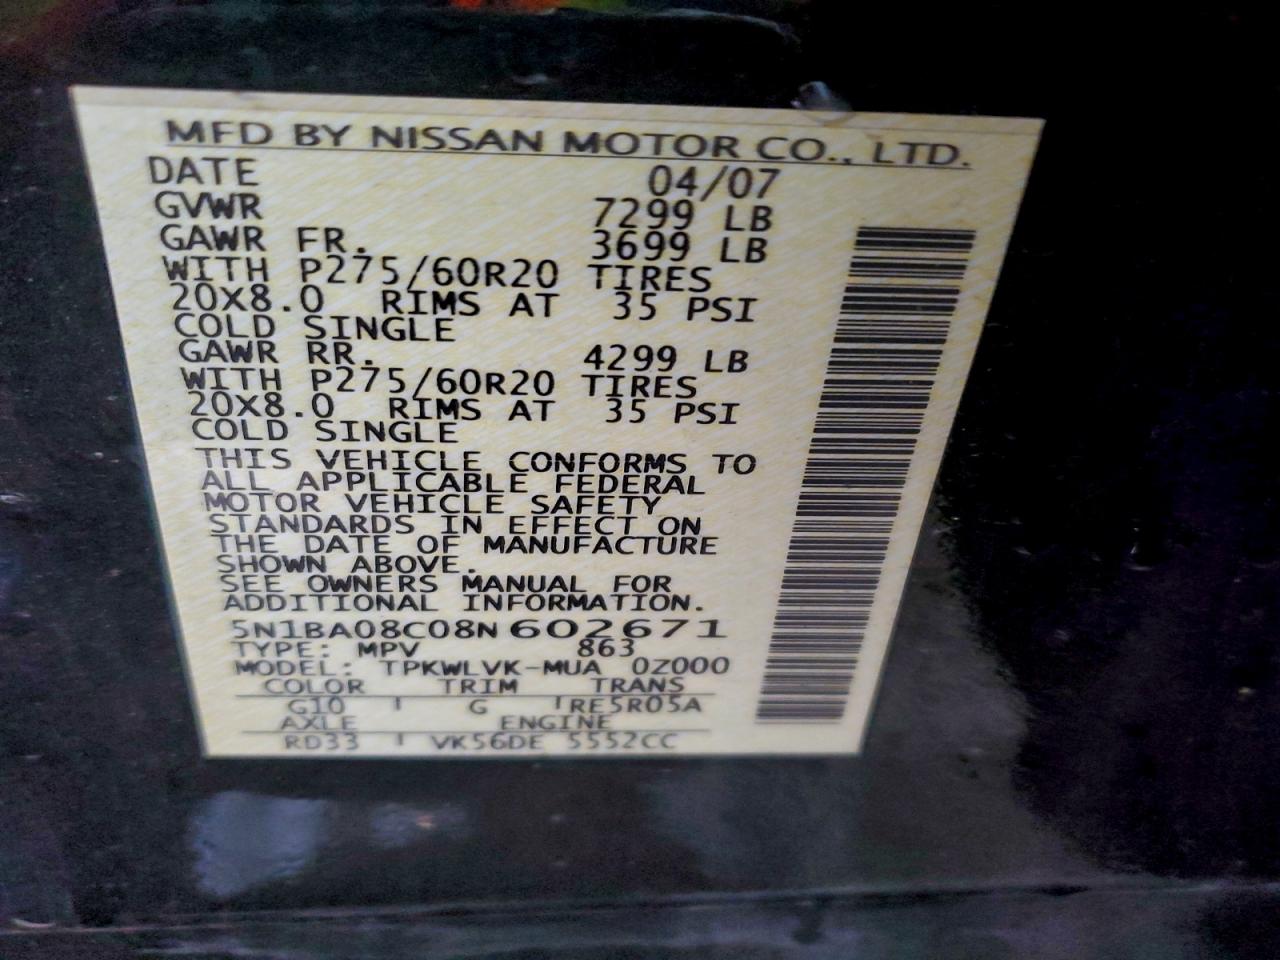 MFD BY NISSAN MOTOR CO., LTD.
DATE 04/07
GVWR 7299 LB
GAWR FR. 3699 LB
WITH P275/60R20 TIRES
20X8.0 RIMS AT 35 PSI
COLD SINGLE
GAWR RR. 4299 LB
WITH P275/60R20 TIRES
20X8.0 RIMS AT 35 PSI
COLD SINGLE
THIS VEHICLE CONFORMS TO
ALL APPLICABLE FEDERAL
MOTOR VEHICLE SAFETY
STANDARDS IN EFFECT ON
THE DATE OF MANUFACTURE
SHOWN ABOVE.
SEE OWNERS MANUAL FOR
ADDITIONAL INFORMATION.
5N1BA08C08N602671
TYPE: MPV 863
MODEL: TPKWLVK-MUA 0Z000
COLOR TRIM TRANS
G10 G RE5R05A
AXLE ENGINE
RD33 VK56DE 5552CC